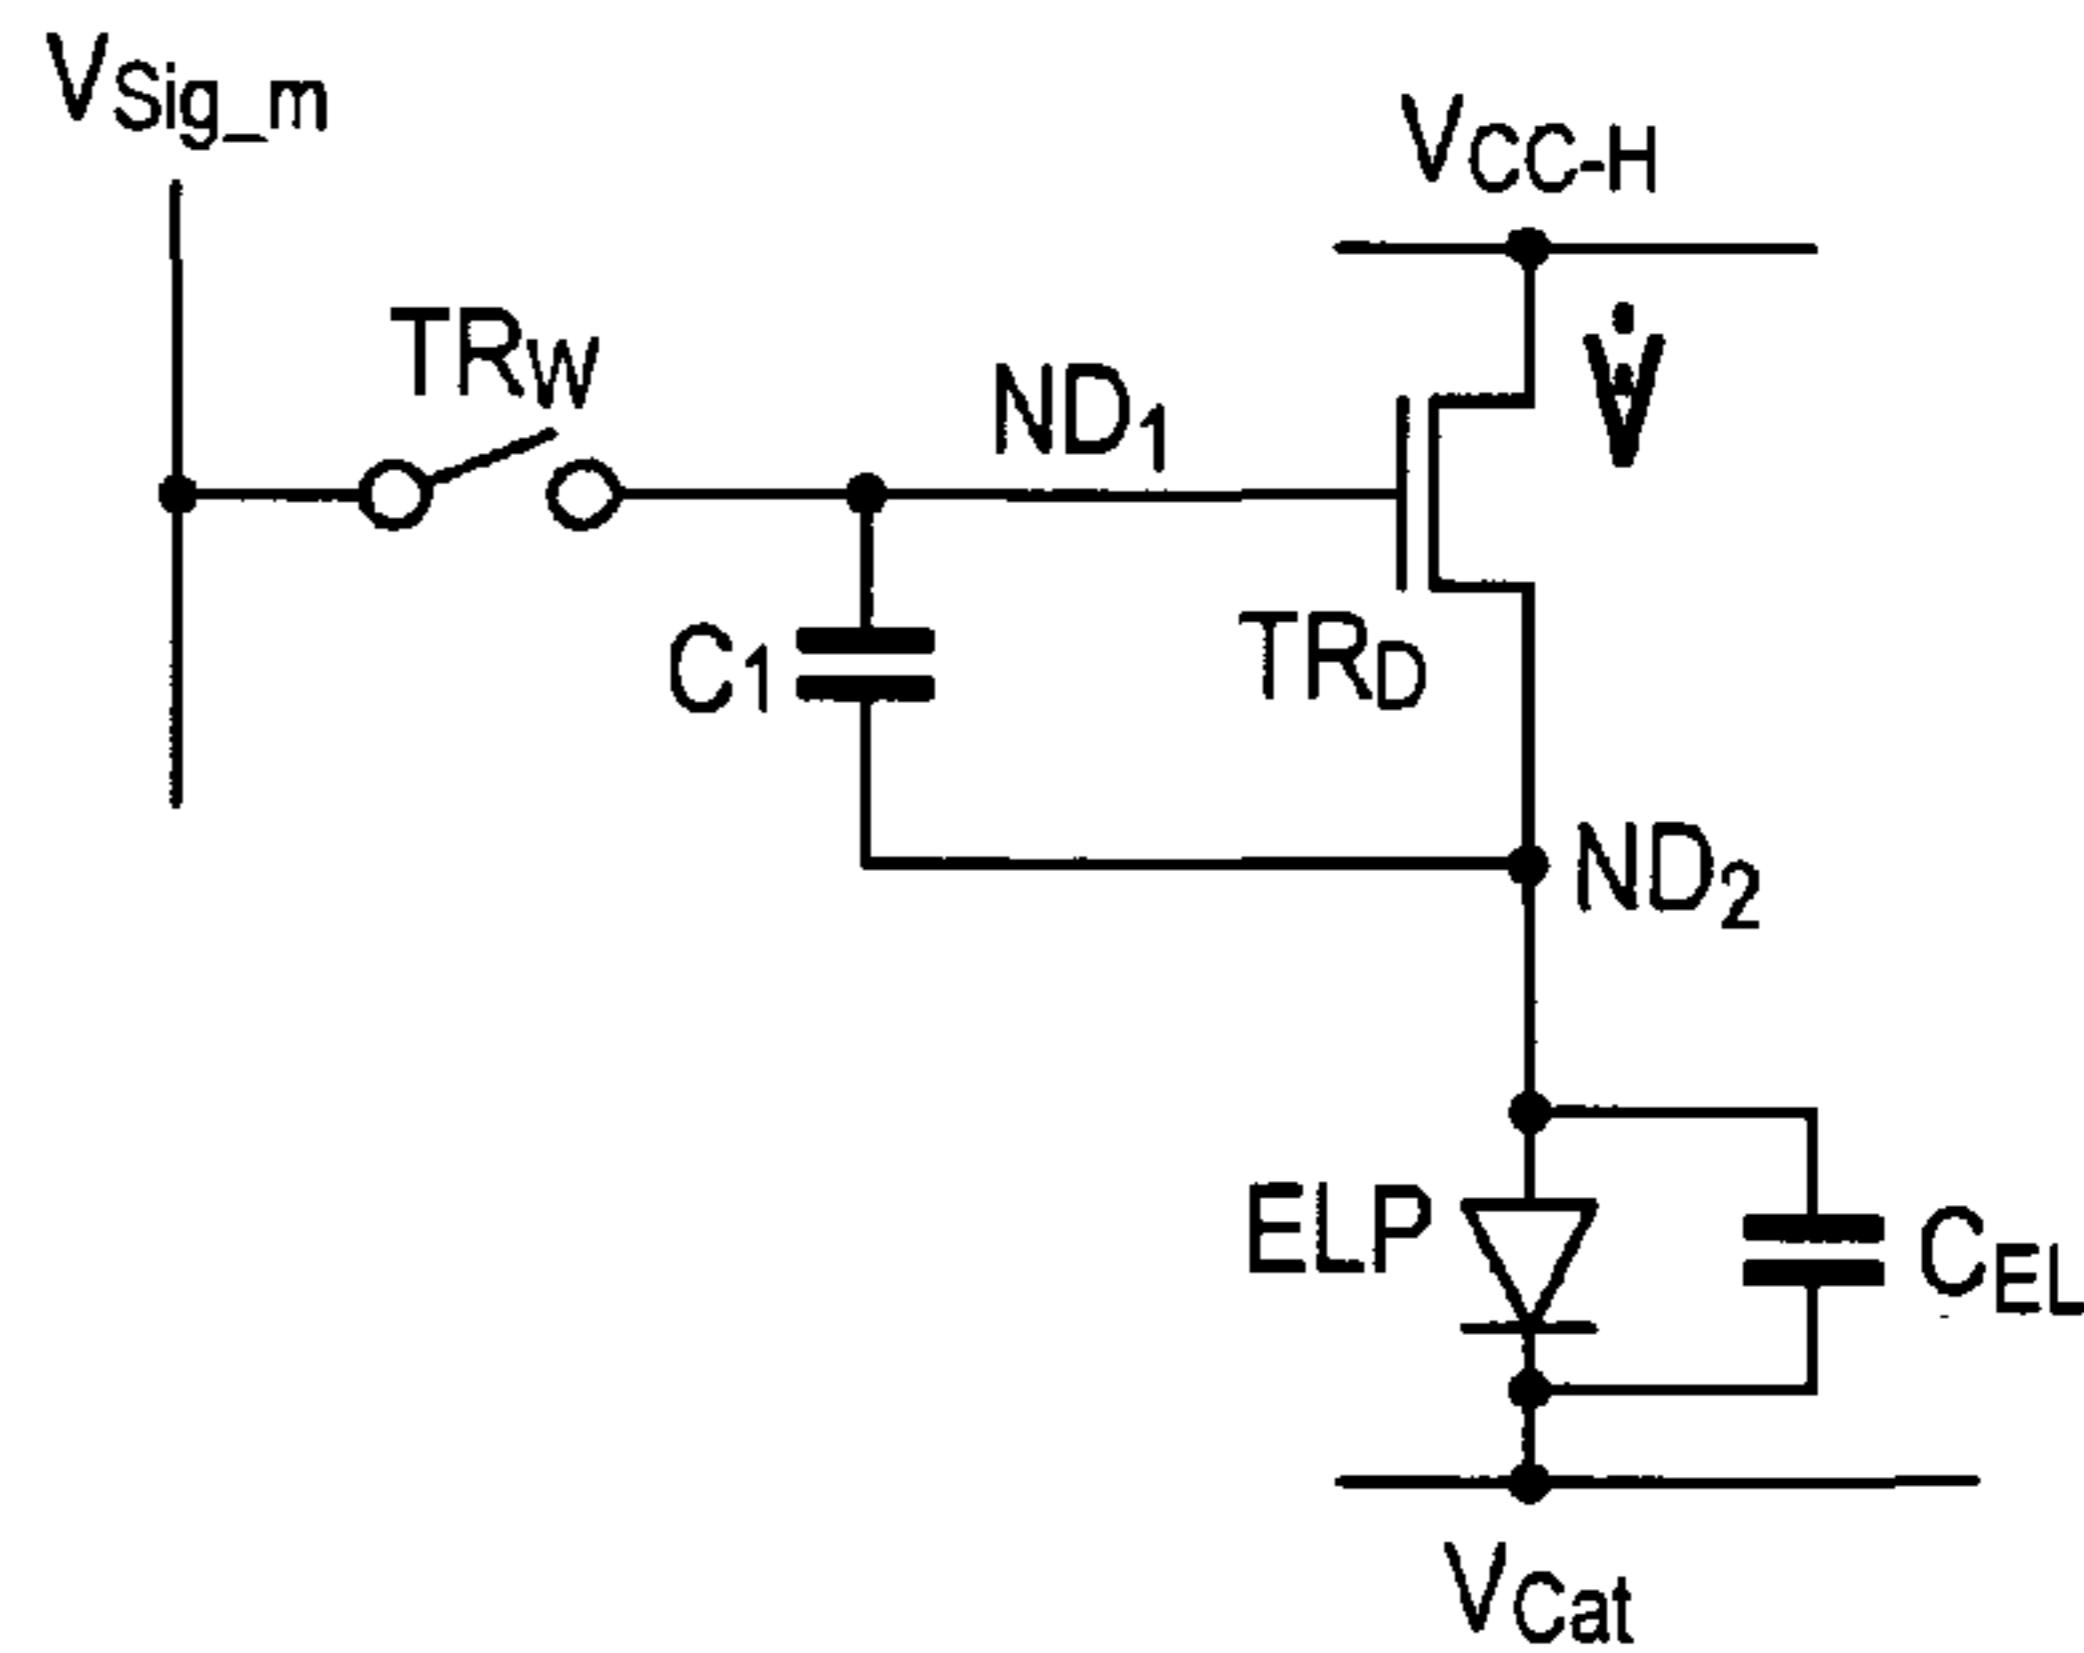 VSig_m
VCC-H
TRW
ND1
C1
TRD
ND2
ELP
CEL
VCat